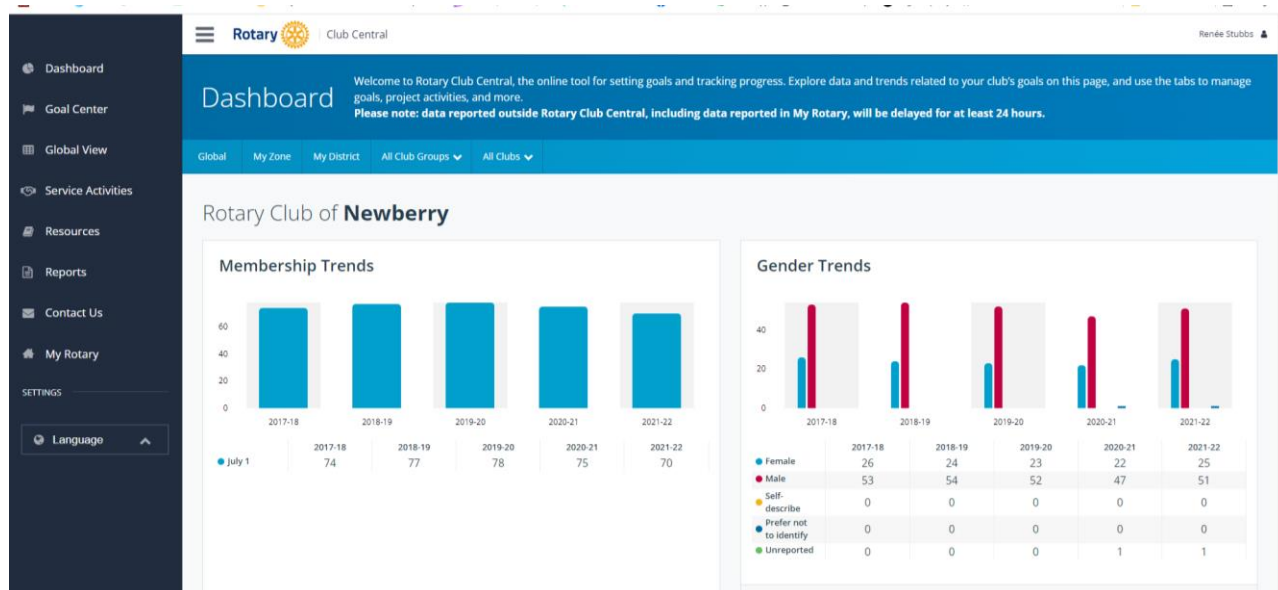 Rotary Club Central
Renée Stubbs
Dashboard
Goal Center
Global View
Service Activities
Resources
Reports
Contact Us
My Rotary
SETTINGS
Language
Dashboard
Welcome to Rotary Club Central, the online tool for setting goals and tracking progress. Explore data and trends related to your club's goals on this page, and use the tabs to manage
goals, project activities, and more.
Please note: data reported outside Rotary Club Central, including data reported in My Rotary, will be delayed for at least 24 hours.
Global My Zone My District All Club Groups All Clubs
Rotary Club of Newberry
Membership Trends
60
40
20
0
2017-18 2018-19 2019-20 2020-21 2021-22
2017-18 2018-19 2019-20 2020-21 2021-22
July 1 74 77 78 75 70
Gender Trends
40
20
0
2017-18 2018-19 2019-20 2020-21 2021-22
2017-18 2018-19 2019-20 2020-21 2021-22
Female 26 24 23 22 25
Male 53 54 52 47 51
Self-
describe 0 0 0 0 0
Prefer not
to identify 0 0 0 0 0
Unreported 0 0 0 1 1